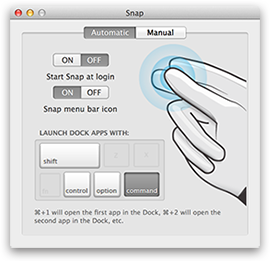 Snap
Automatic Manual
ON OFF
Start Snap at login
ON OFF
Snap menu bar icon
LAUNCH DOCK APPS WITH:
shift Z X
fn control option command
⌘+1 will open the first app in the Dock, ⌘+2 will open the
second app in the Dock, etc.